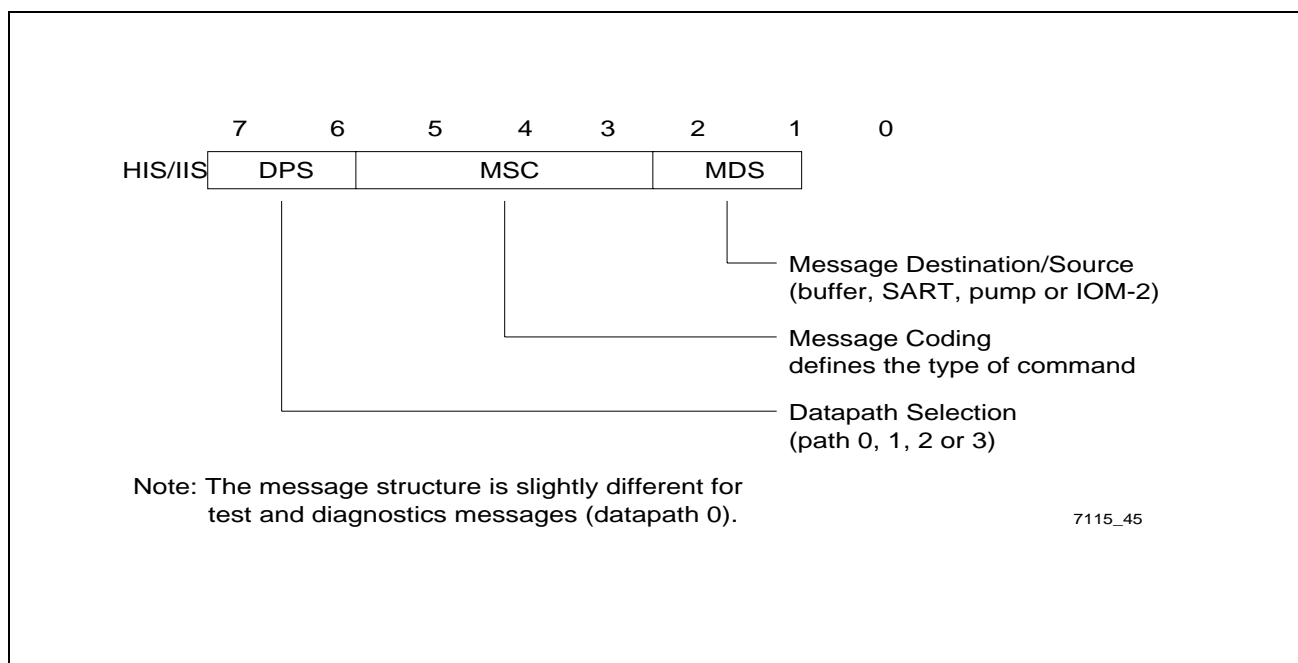 7 6 5 4 3 2 1 0
HIS/IIS DPS MSC MDS
Message Destination/Source
(buffer, SART, pump or IOM-2)
Message Coding
defines the type of command
Datapath Selection
(path 0, 1, 2 or 3)
Note: The message structure is slightly different for
test and diagnostics messages (datapath 0).
7115_45